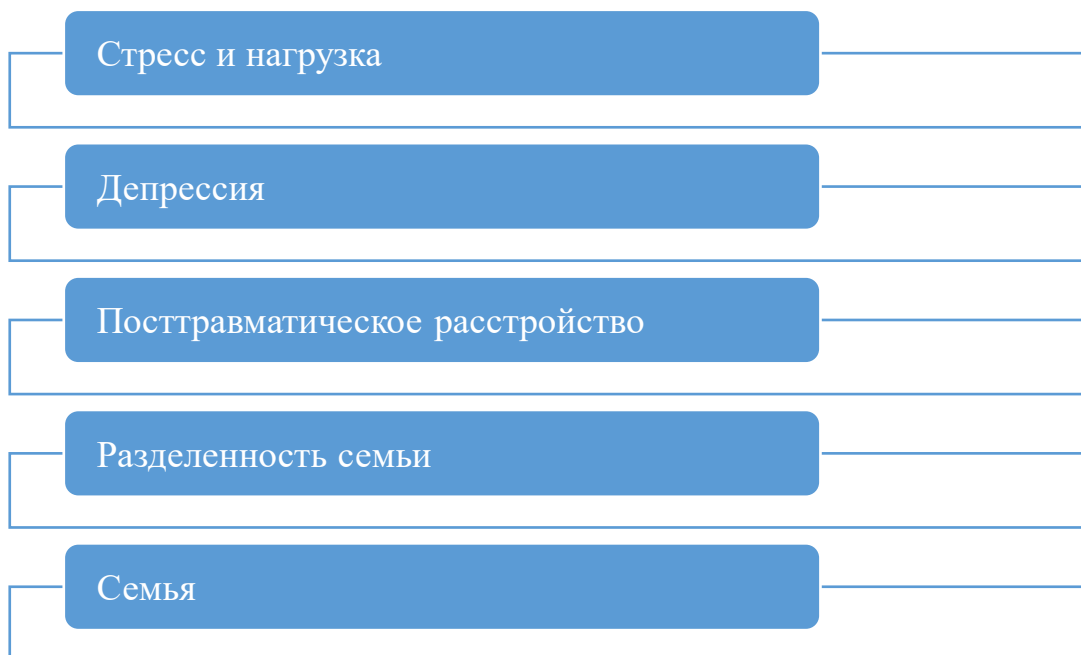 Стресс и нагрузка
Депрессия
Посттравматическое расстройство
Разделенность семьи
Семья